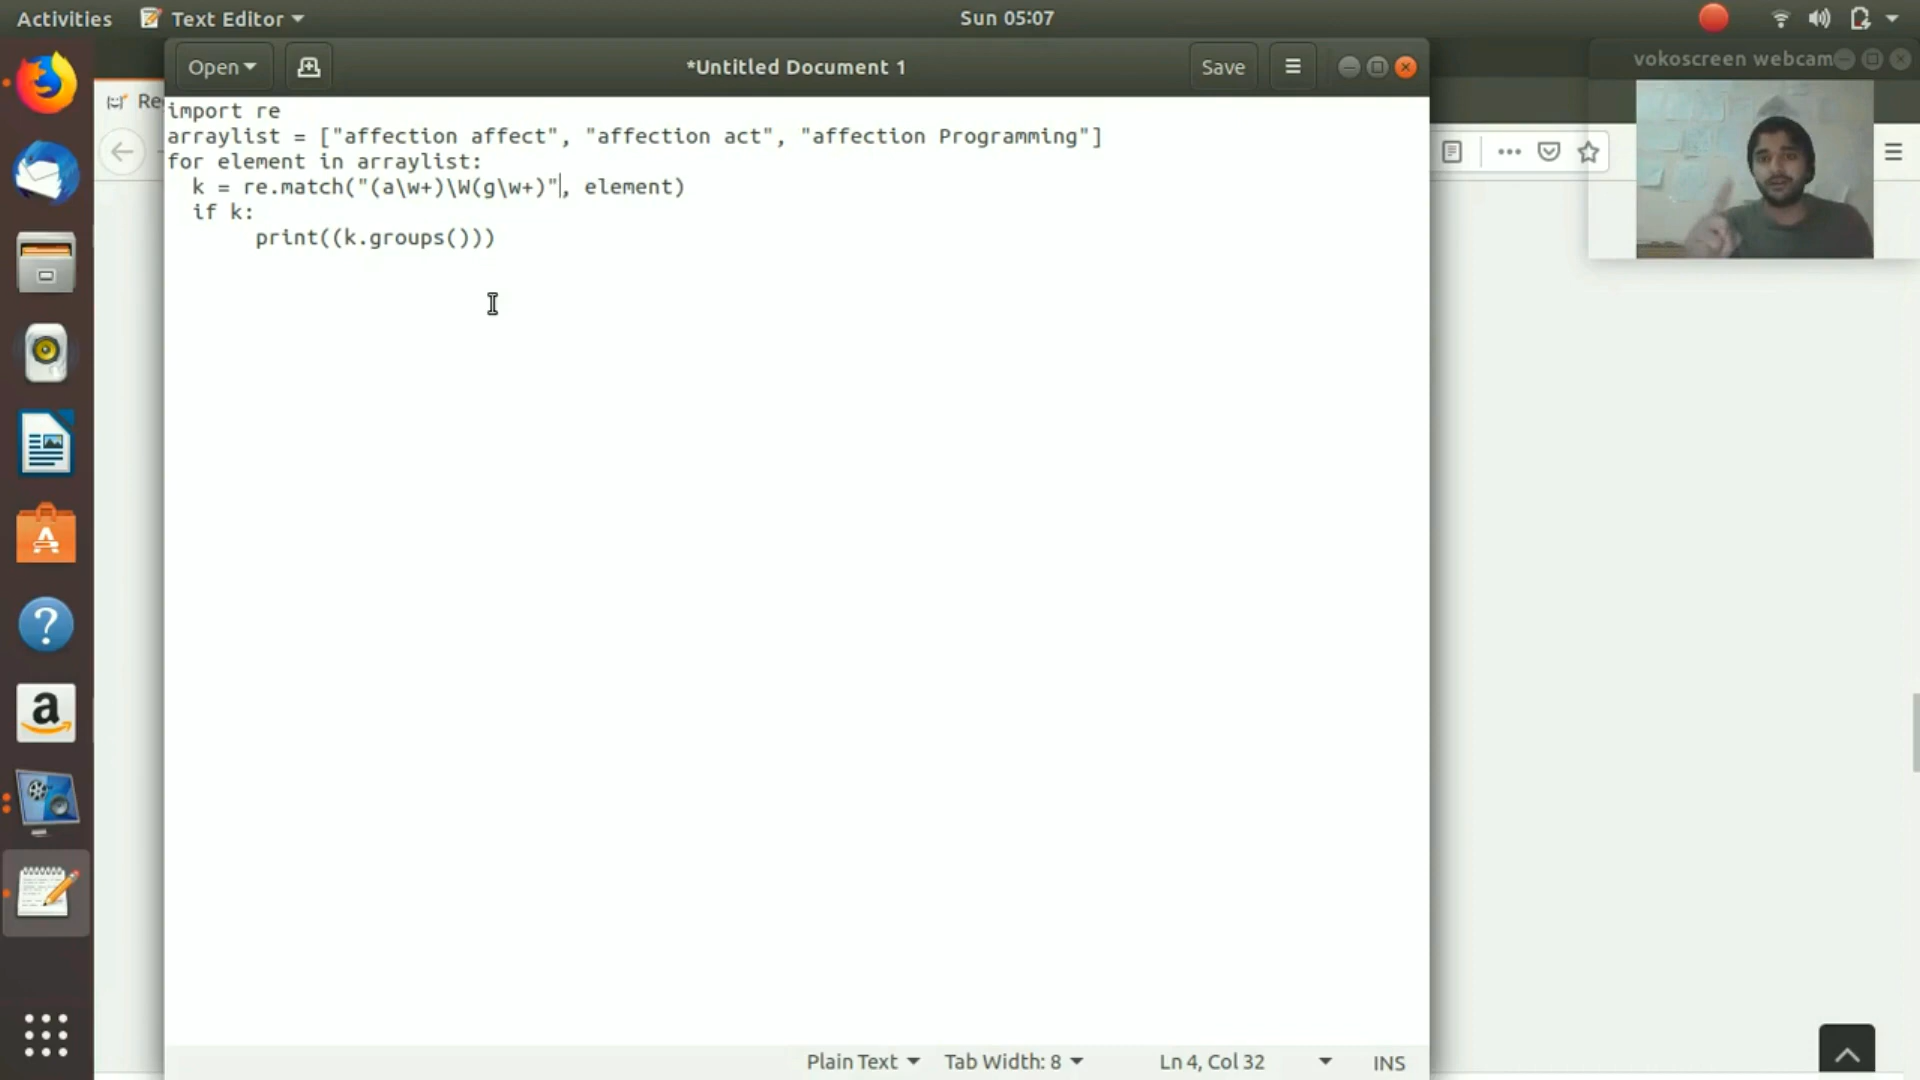 Activities Text Editor Sun 05:07
Open *Untitled Document 1 Save
vokoscreen webcam
Re
import re
arraylist = ["affection affect", "affection act", "affection Programming"]
for element in arraylist:
  k = re.match("(a\w+)\W(g\w+)", element)
  if k:
       print((k.groups()))
Plain Text Tab Width: 8 Ln 4, Col 32 INS